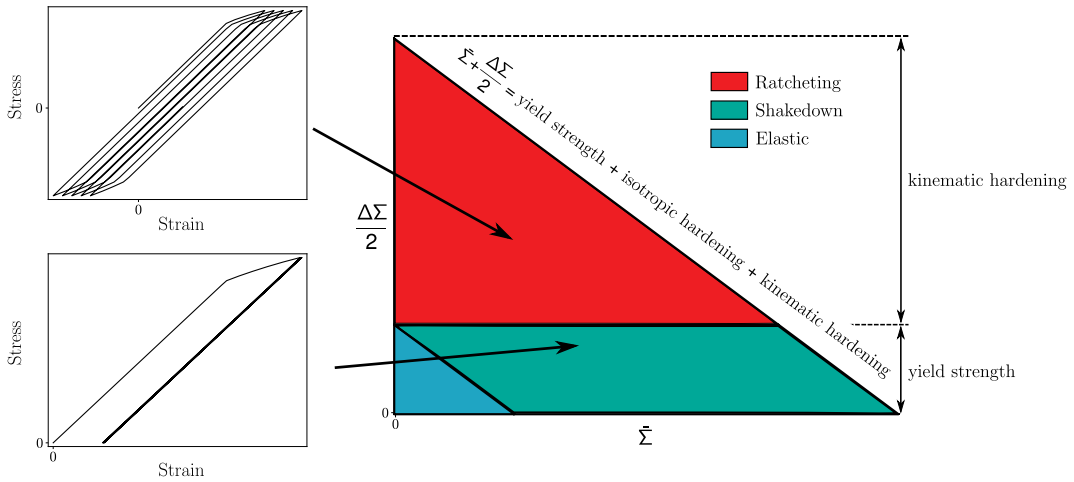 Stress
0
0
Strain
Stress
0
0
Strain
Σ̄+ΔΣ/2 = yield strength + isotropic hardening + kinematic hardening
Ratcheting
Shakedown
Elastic
ΔΣ/2
kinematic hardening
yield strength
0
0
Σ̄